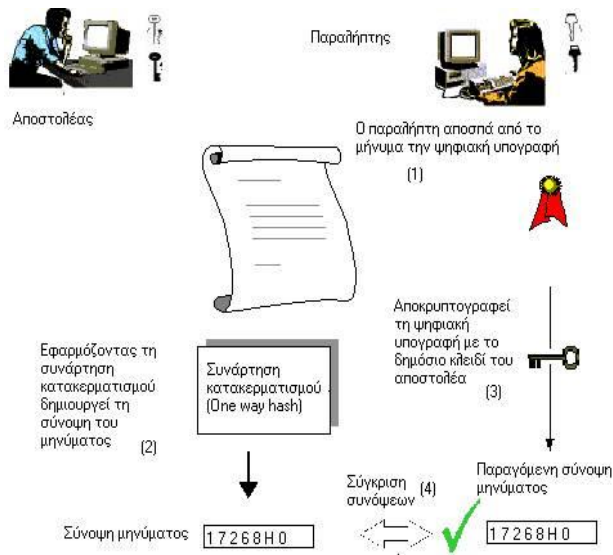 Αποστολέας
Παραλήπτης
Ο παραλήπτη αποσπά από το
μήνυμα την ψηφιακή υπογραφή
(1)
Αποκρυπτογραφεί
τη ψηφιακή
υπογραφή με το
δημόσιο κλειδί του
αποστολέα
(3)
Εφαρμόζοντας τη
συνάρτηση
κατακερματισμού
δημιουργεί τη
σύνοψη του
μηνύματος
(2)
Συνάρτηση
κατακερματισμού
(One way hash)
Σύγκριση
συνόψεων (4)
Παραγόμενη σύνοψη
μηνύματος
Σύνοψη μηνύματος
17268H0
17268H0